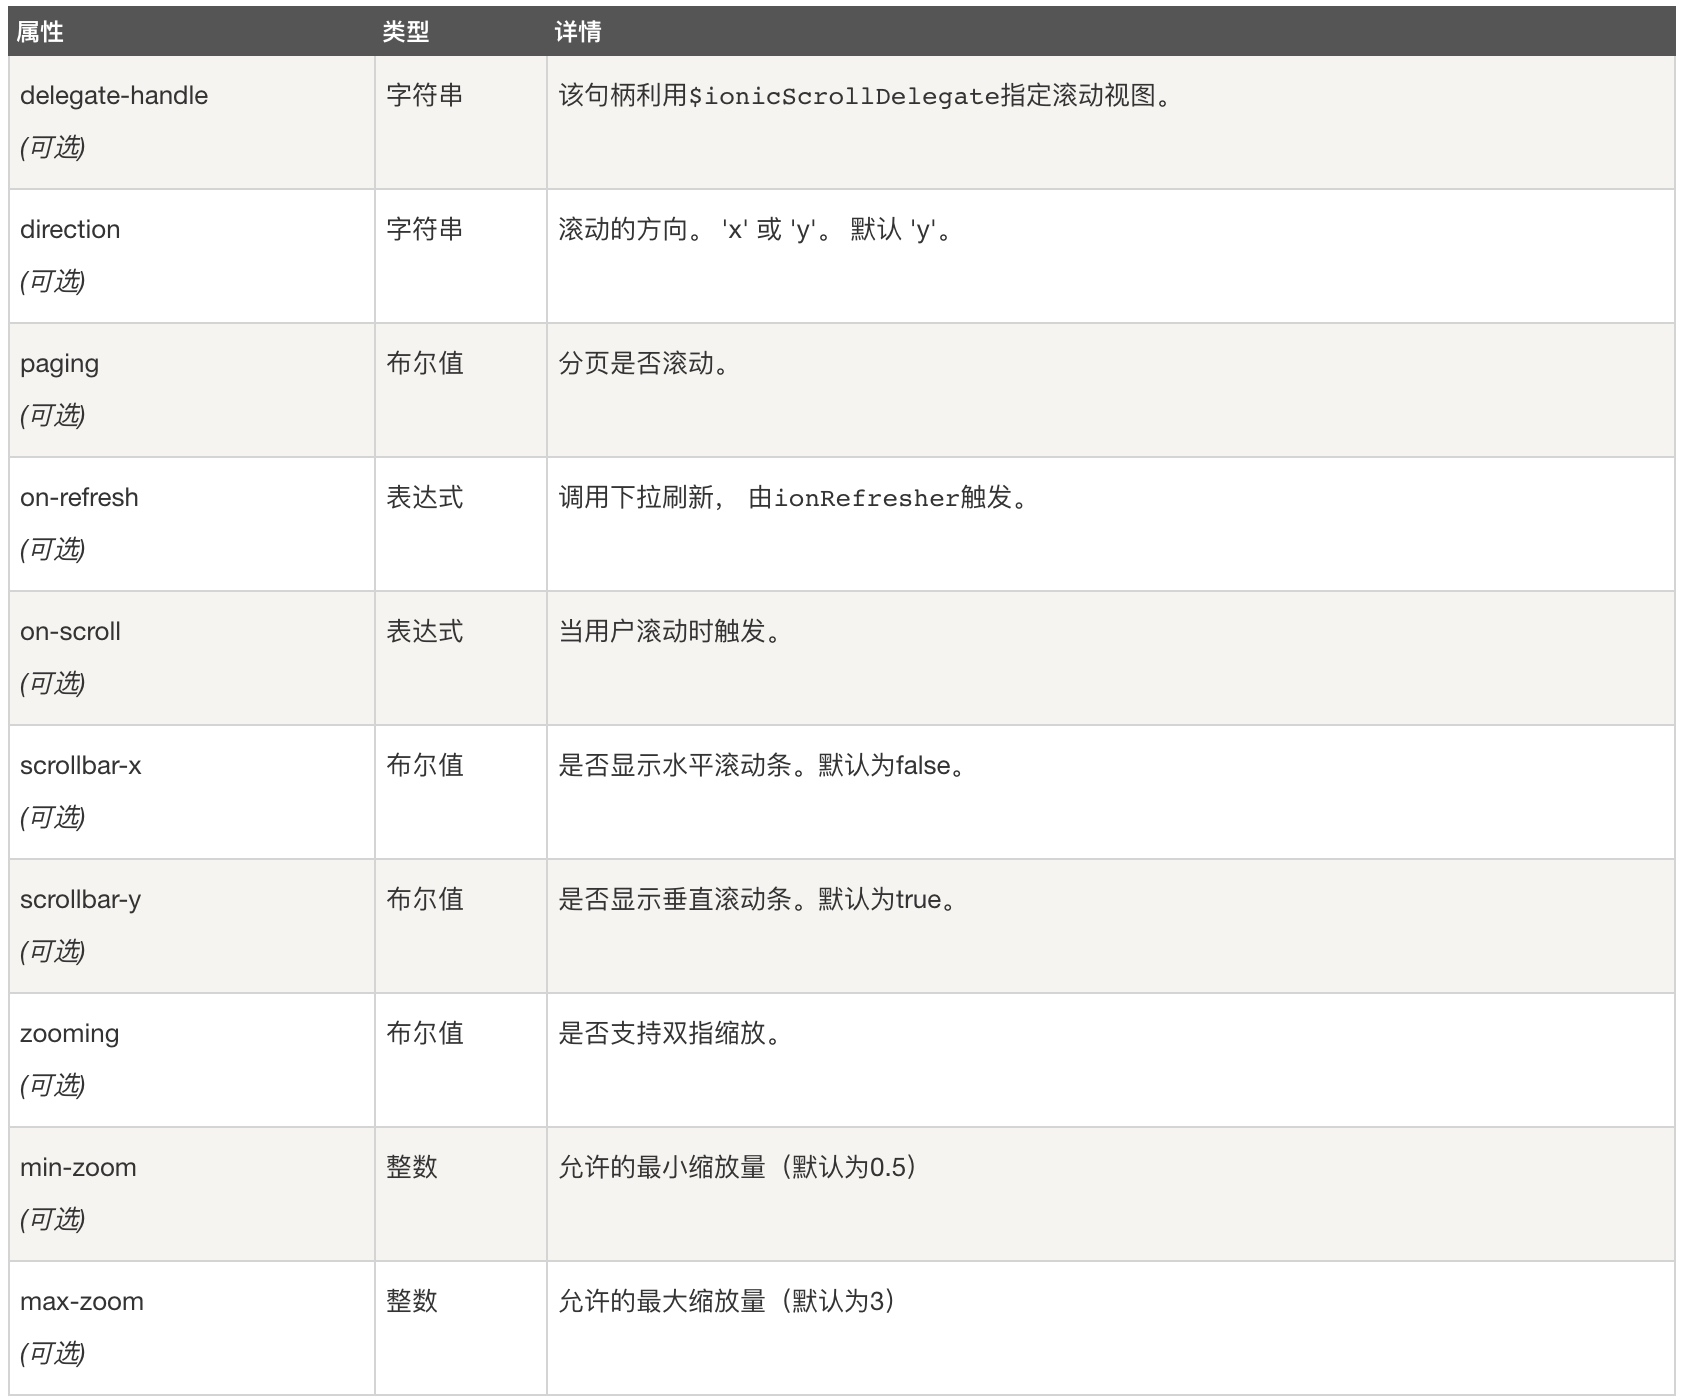 属性 类型 详情
delegate-handle 字符串 该句柄利用$ionicScrollDelegate指定滚动视图。
(可选)
direction 字符串 滚动的方向。 'x' 或 'y'。 默认 'y'。
(可选)
paging 布尔值 分页是否滚动。
(可选)
on-refresh 表达式 调用下拉刷新， 由ionRefresher触发。
(可选)
on-scroll 表达式 当用户滚动时触发。
(可选)
scrollbar-x 布尔值 是否显示水平滚动条。默认为false。
(可选)
scrollbar-y 布尔值 是否显示垂直滚动条。默认为true。
(可选)
zooming 布尔值 是否支持双指缩放。
(可选)
min-zoom 整数 允许的最小缩放量（默认为0.5）
(可选)
max-zoom 整数 允许的最大缩放量（默认为3）
(可选)